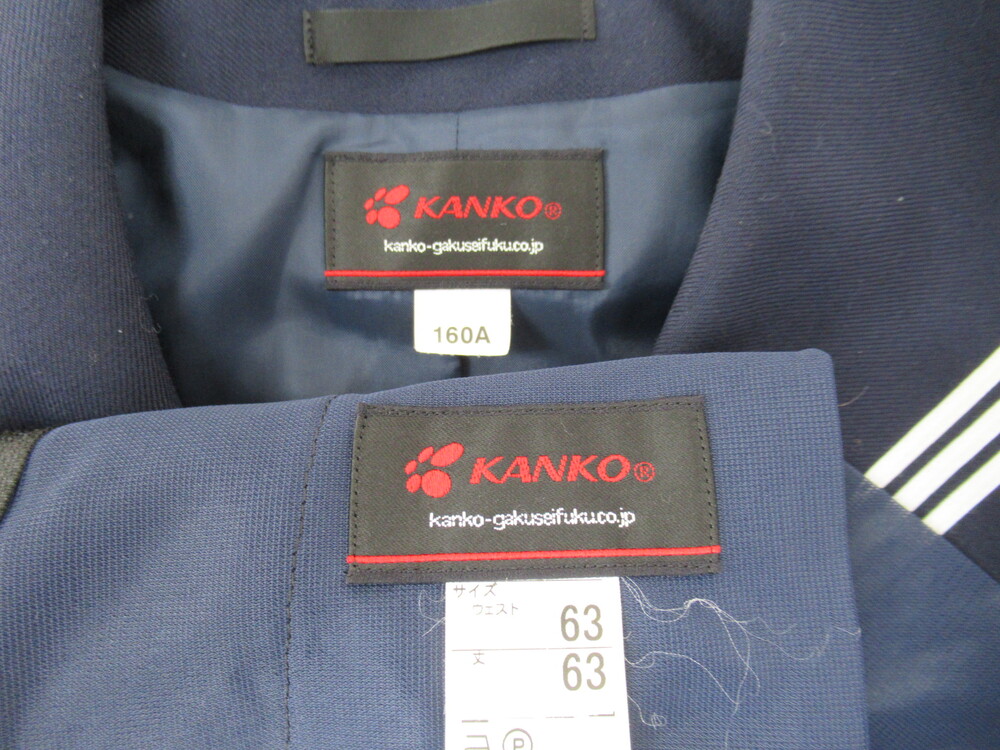 KANKO®
kanko-gakuseifuku.co.jp
160A
KANKO®
kanko-gakuseifuku.co.jp
サイズ
ウェスト
63
丈
63
P